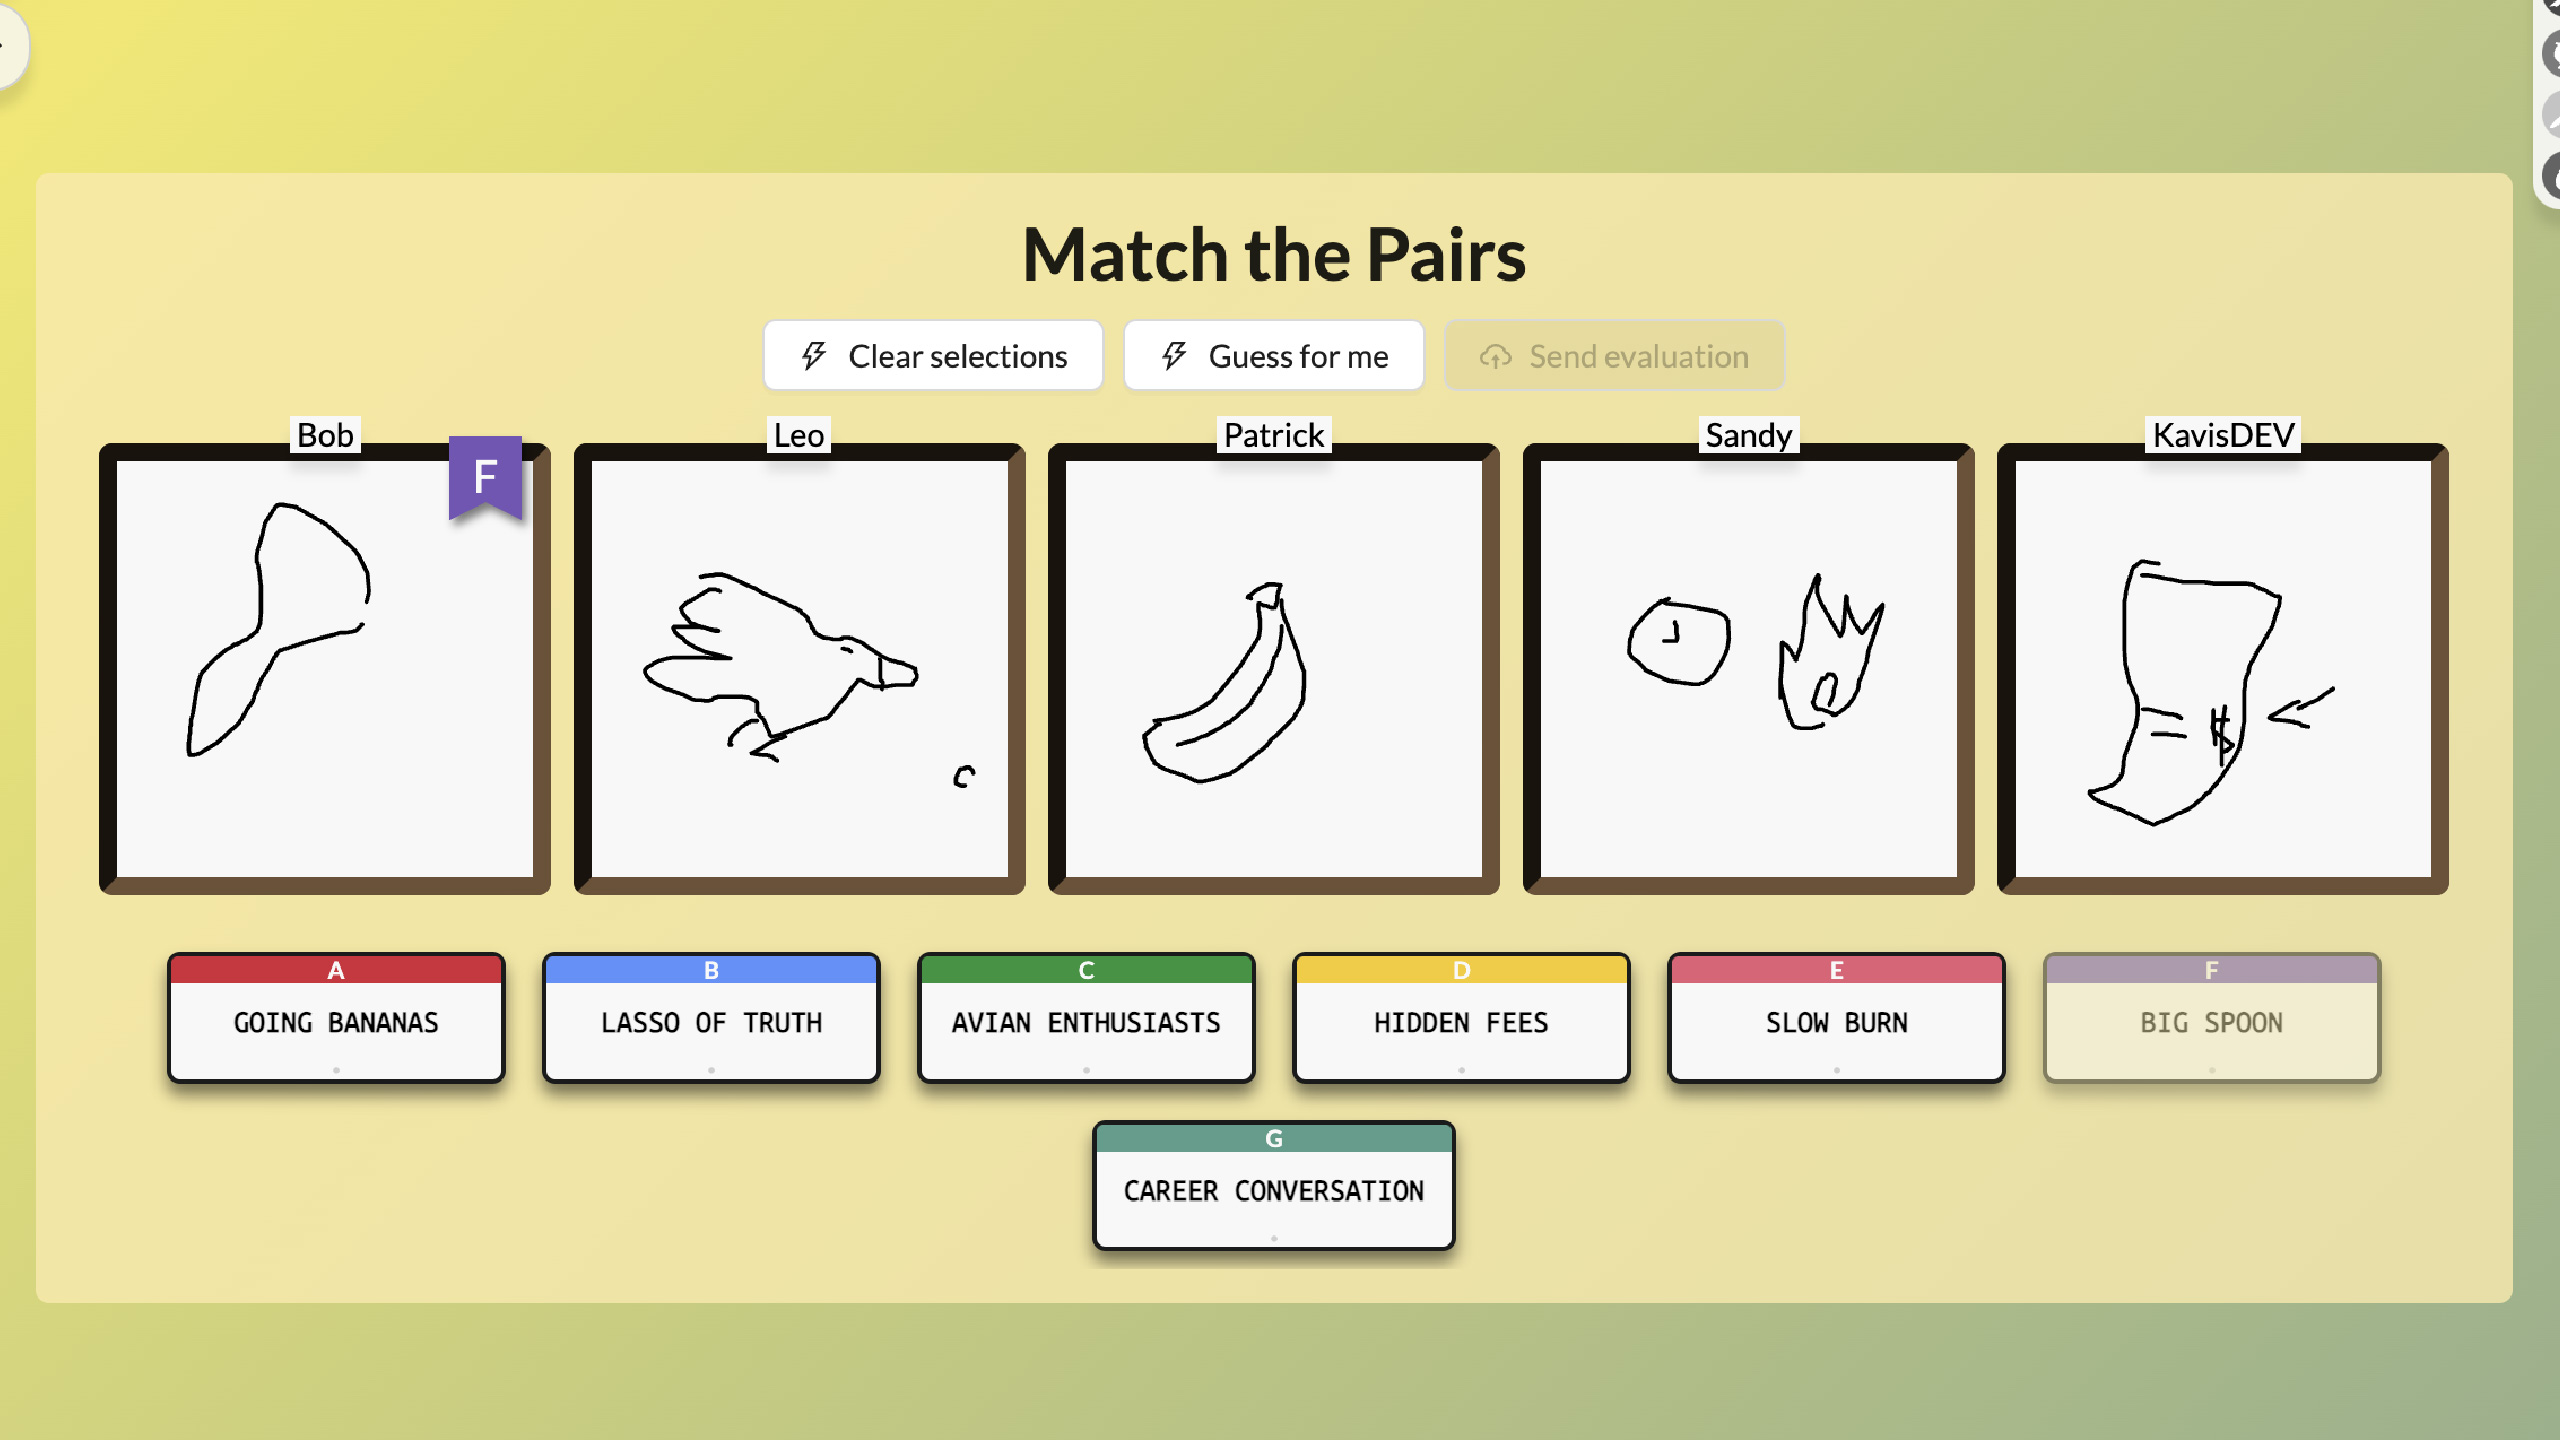 Match the Pairs
Clear selections
Guess for me
Send evaluation
Bob
Leo
Patrick
Sandy
KavisDEV
F
c
$
A
GOING BANANAS
B
LASSO OF TRUTH
C
AVIAN ENTHUSIASTS
D
HIDDEN FEES
E
SLOW BURN
F
BIG SPOON
G
CAREER CONVERSATION